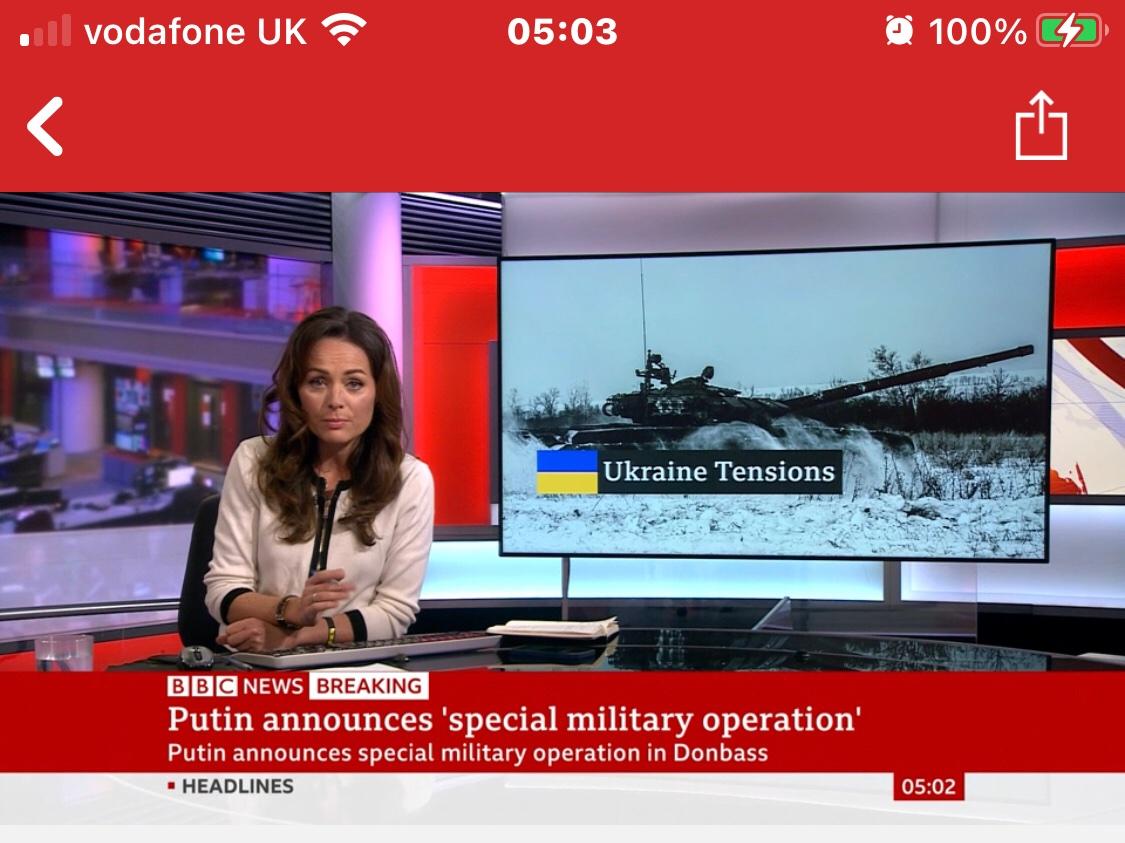 vodafone UK 05:03 100%
Ukraine Tensions
BBC NEWS BREAKING
Putin announces 'special military operation'
Putin announces special military operation in Donbass
HEADLINES 05:02